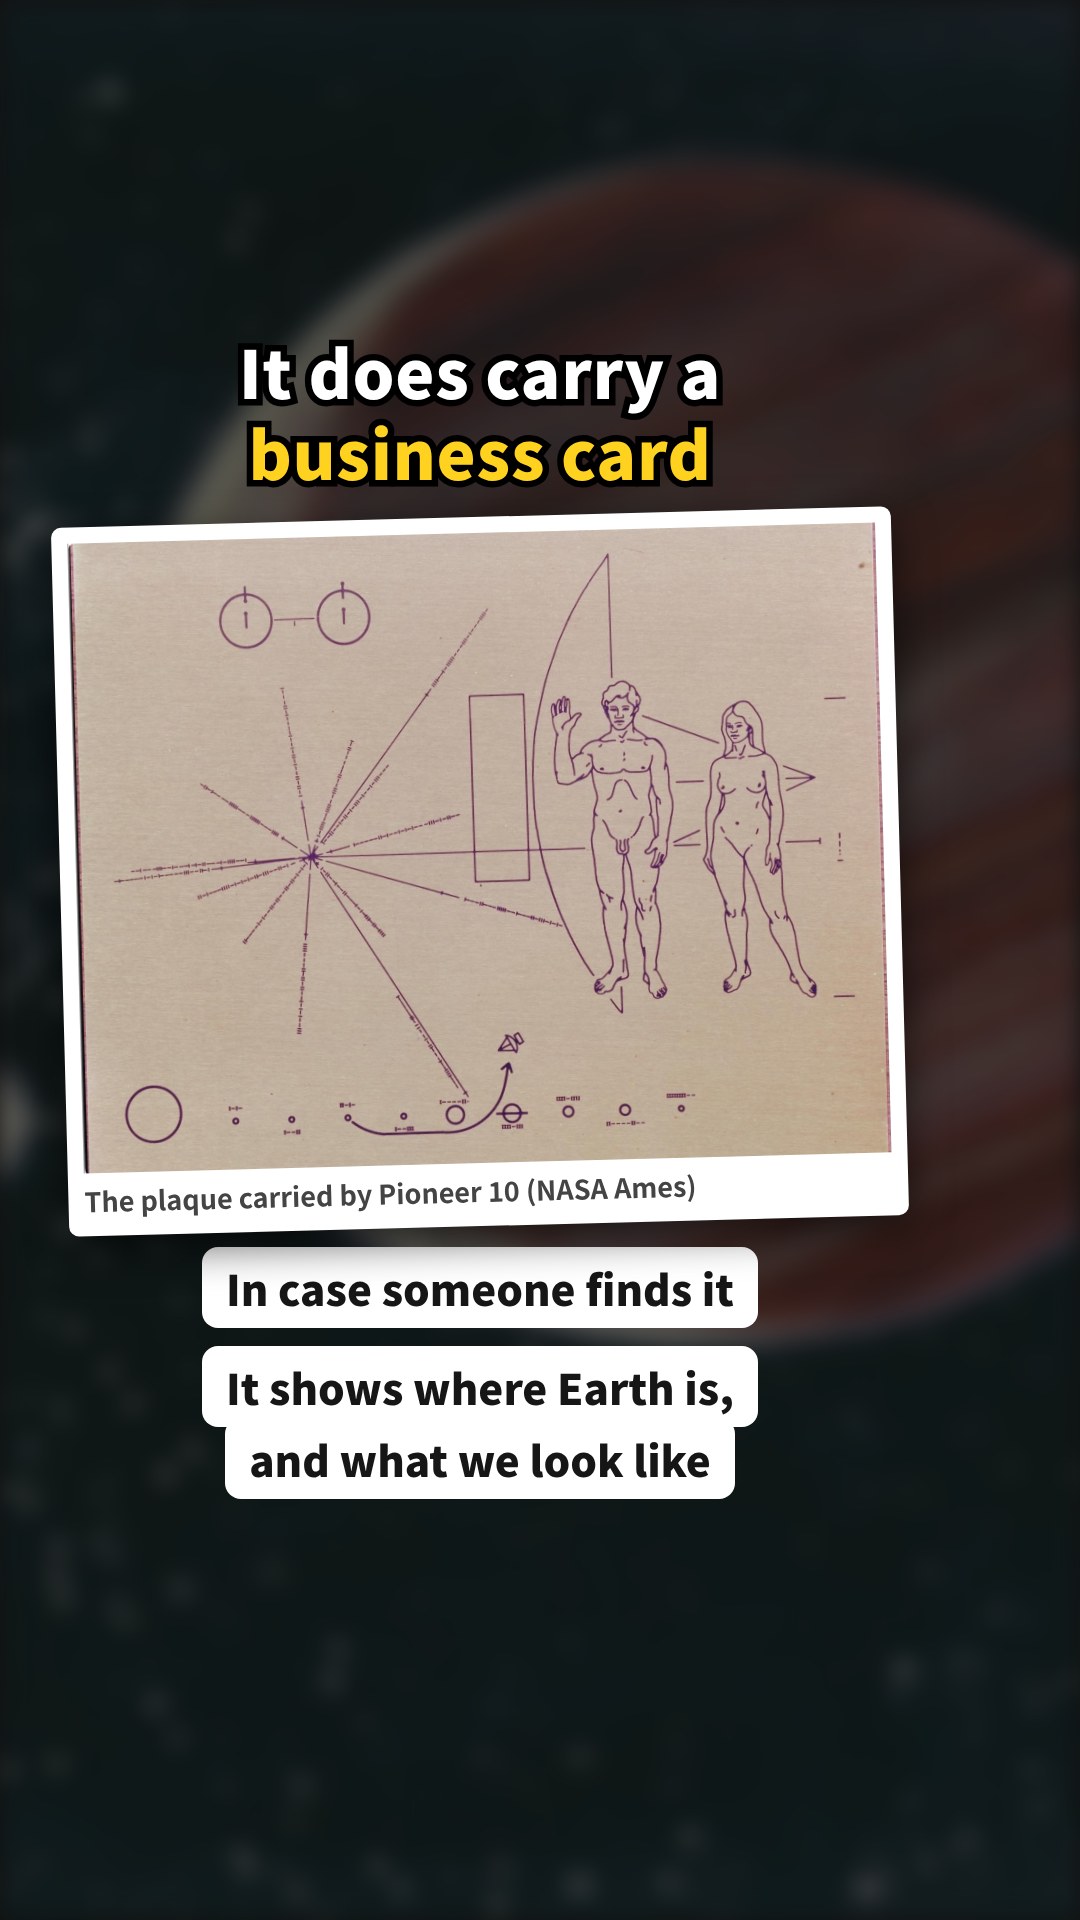 It does carry a
business card
The plaque carried by Pioneer 10 (NASA Ames)
In case someone finds it
It shows where Earth is,
and what we look like